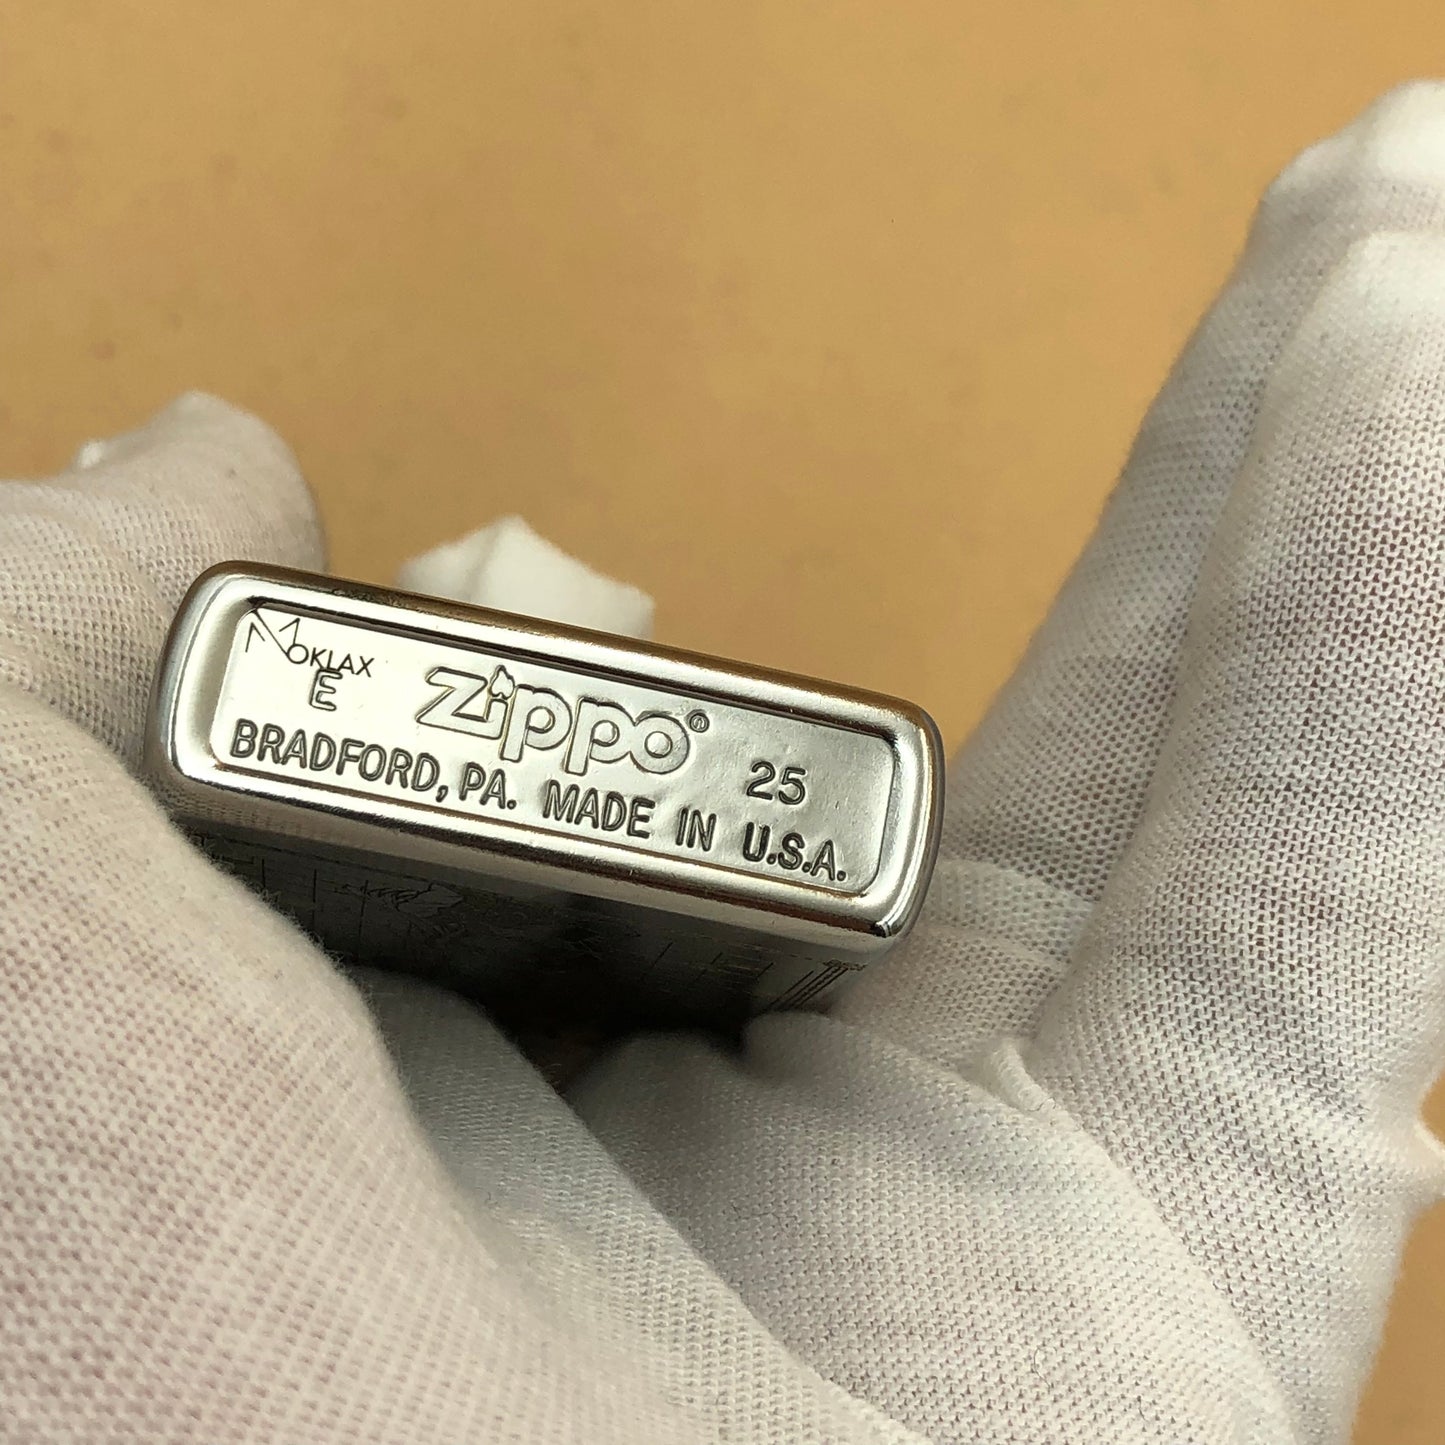 MOKLAX
E Zippo® 25
BRADFORD, PA. MADE IN U.S.A.